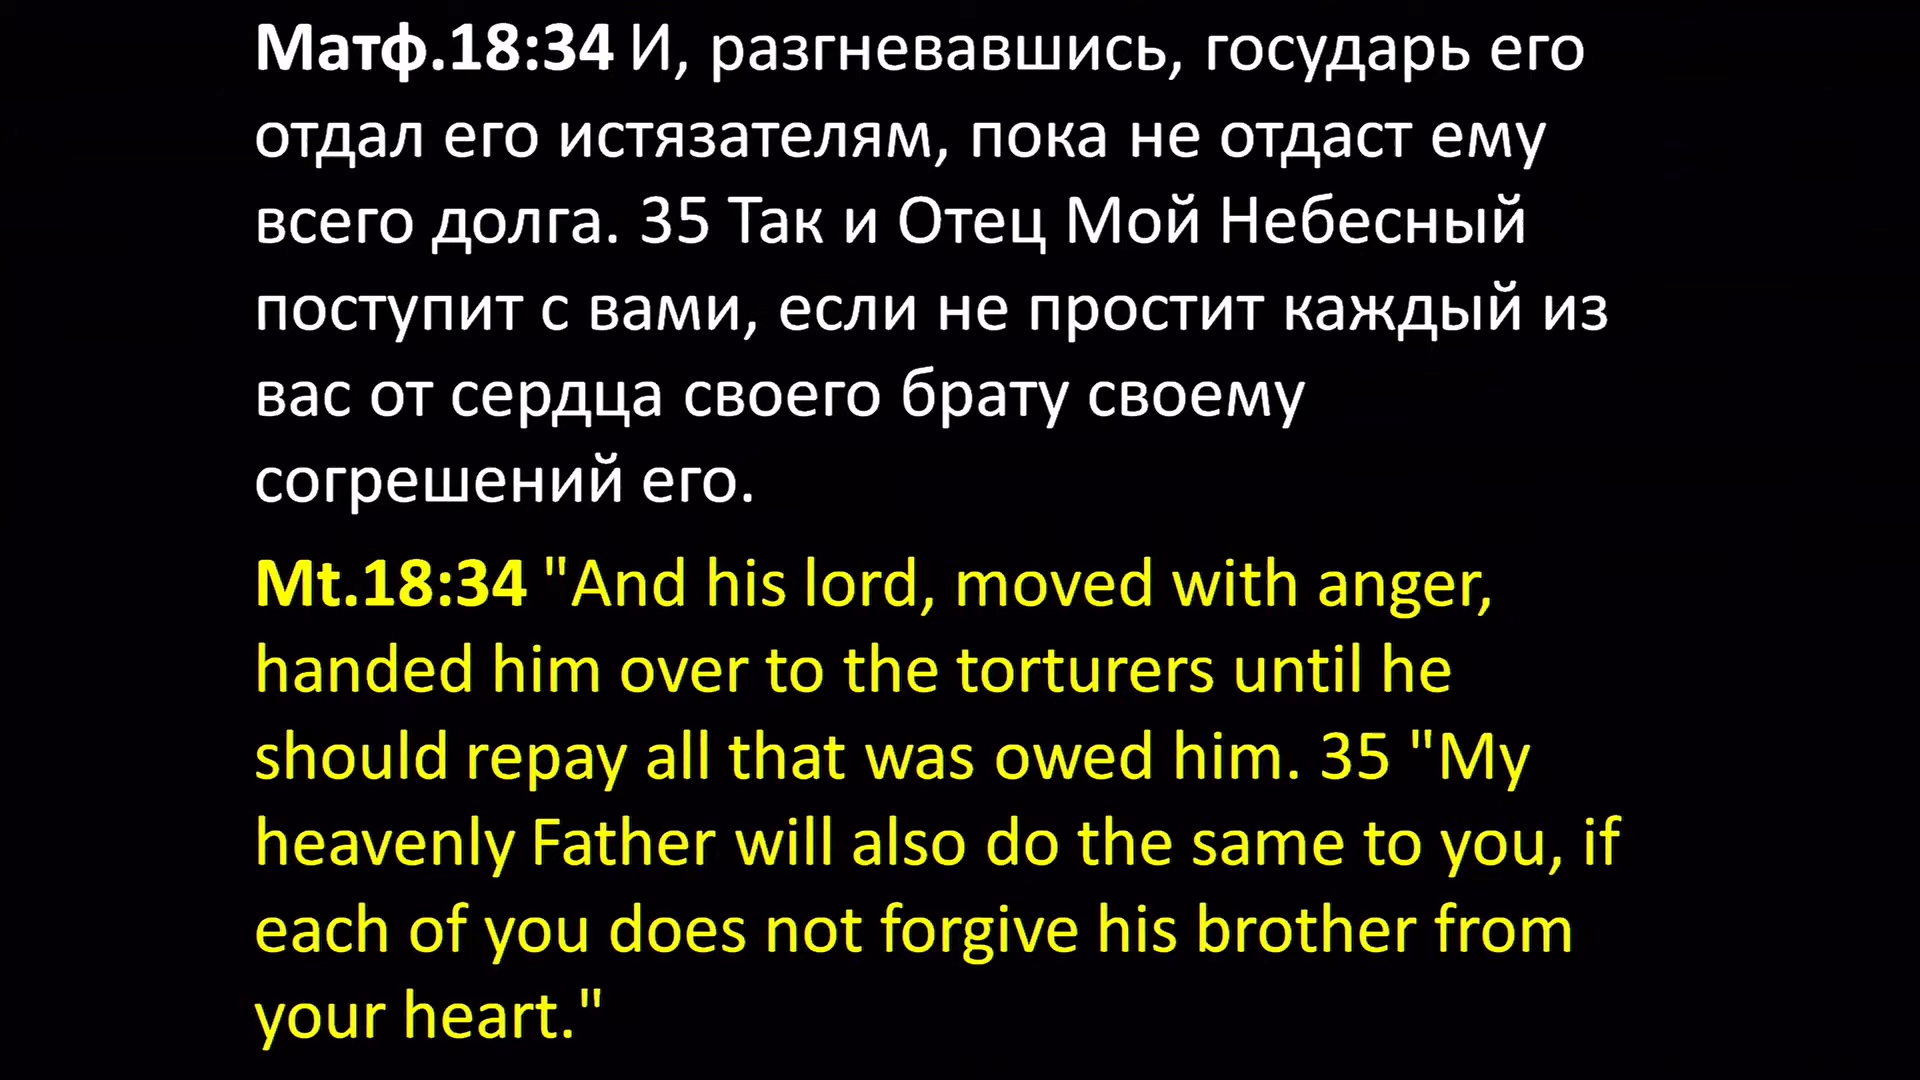 Матф.18:34 И, разгневавшись, государь его
отдал его истязателям, пока не отдаст ему
всего долга. 35 Так и Отец Мой Небесный
поступит с вами, если не простит каждый из
вас от сердца своего брату своему
согрешений его.
Mt.18:34 "And his lord, moved with anger,
handed him over to the torturers until he
should repay all that was owed him. 35 "My
heavenly Father will also do the same to you, if
each of you does not forgive his brother from
your heart."